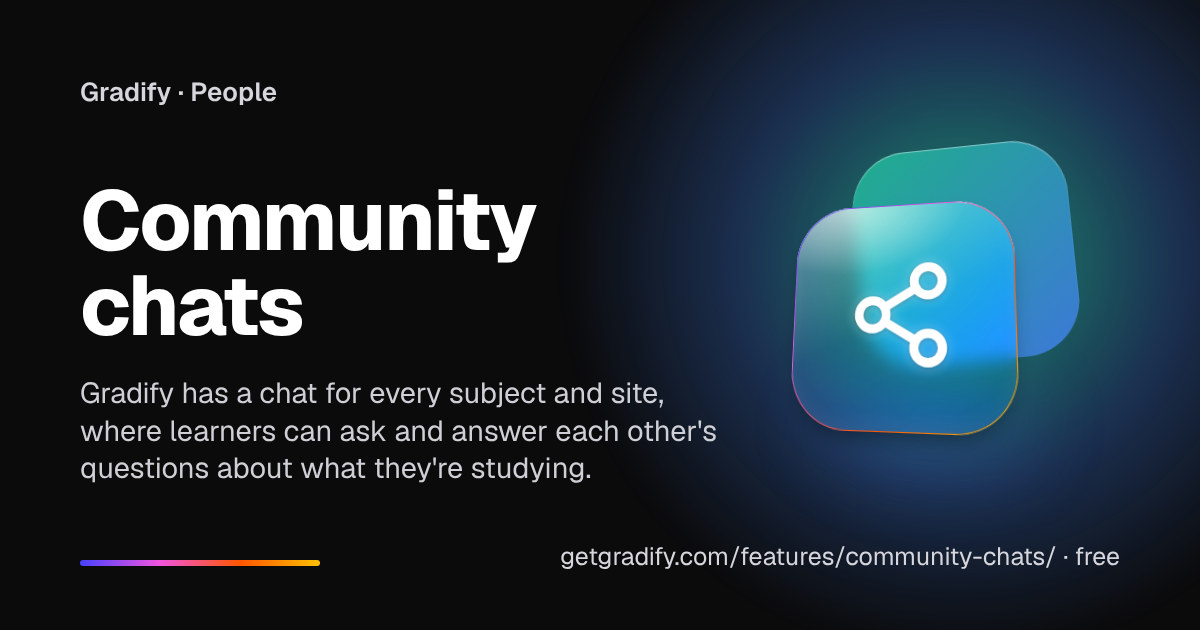 Gradify · People
Community
chats
Gradify has a chat for every subject and site,
where learners can ask and answer each other's
questions about what they're studying.
getgradify.com/features/community-chats/ · free